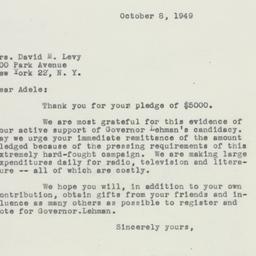 October 8, 1949
rs. David M. Levy
00 Park Avenue
ew York 22, N. Y.
ear Adele:
Thank you for your pledge of $5000.
We are most grateful for this evidence of
our active support of Governor Lehman's candidacy.
ay we urge your immediate remittance of the amount
ledged because of the pressing requirements of this
xtremely hard-fought campaign. We are making large
xpenditures daily for radio, television and litera-
ure -- all of which are costly.
We hope you will, in addition to your own
ontribution, obtain gifts from your friends and in-
luence as many others as possible to register and
ote for Governor.Lehman.
Sincerely yours,